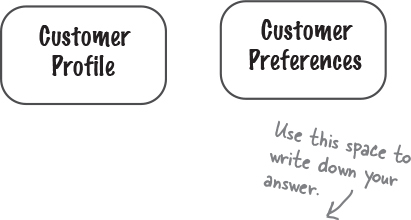 Customer
Profile
Customer
Preferences
Use this space to
write down your
answer.